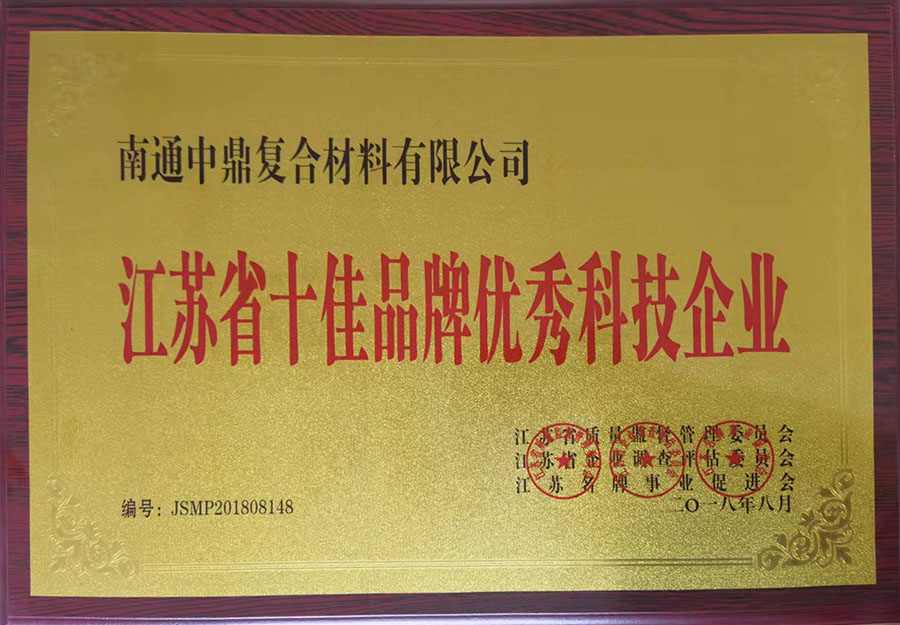 南通中鼎复合材料有限公司
江苏省十佳品牌优秀科技企业
江苏省质量监督管理委员会
江苏省企业调查评估委员会
江苏名牌事业促进会
编号：JSMP201808148
二〇一八年八月